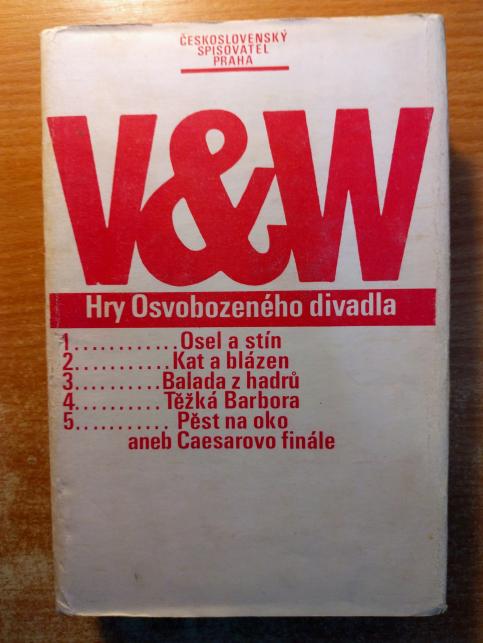 ČESKOSLOVENSKÝ
SPISOVATEL
PRAHA
V&W
Hry Osvobozeného divadla
1............Osel a stín
2...........Kat a blázen
3..........Balada z hadrů
4..........Těžká Barbora
5........... Pěst na oko
aneb Caesarovo finále